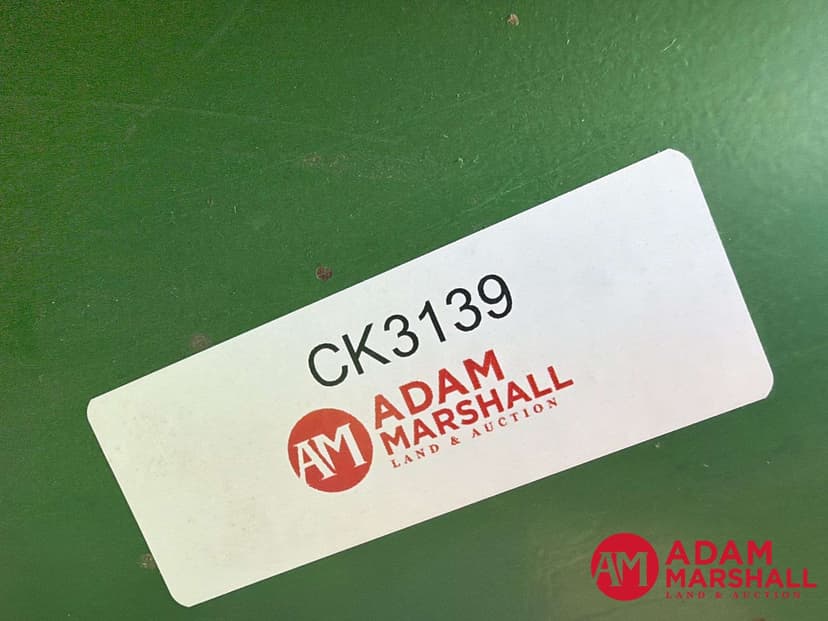 CK3139
AM
ADAM
MARSHALL
LAND & AUCTION
AM
ADAM
MARSHALL
LAND & AUCTION